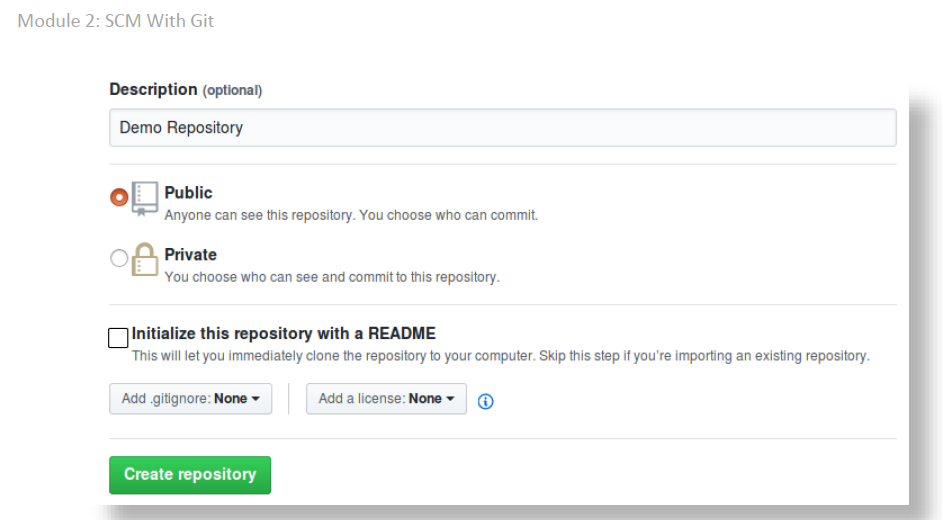 Module 2: SCM With Git
Description (optional)
Demo Repository
Public
Anyone can see this repository. You choose who can commit.
Private
You choose who can see and commit to this repository.
Initialize this repository with a README
This will let you immediately clone the repository to your computer. Skip this step if you're importing an existing repository.
Add .gitignore: None Add a license: None
Create repository